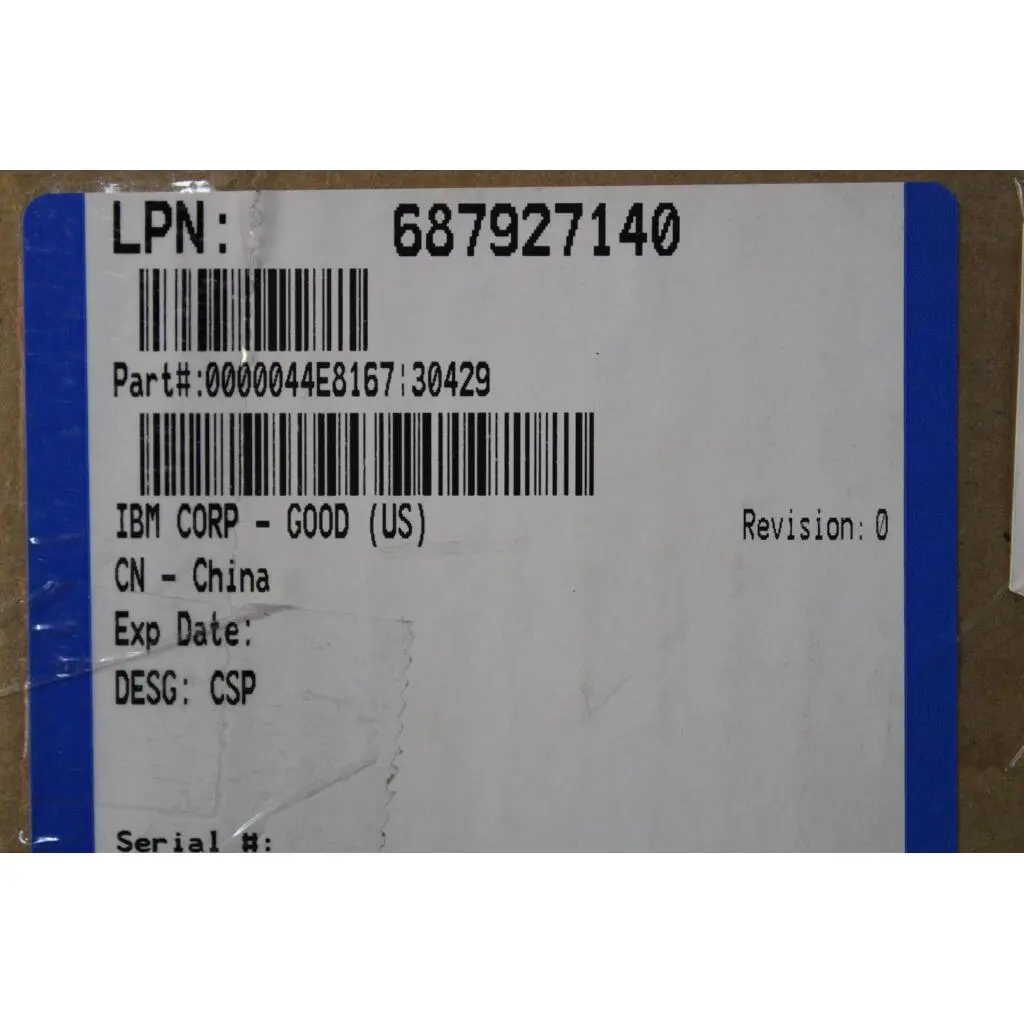 LPN: 687927140
Part#:0000044E8167:30429
IBM CORP - GOOD (US) Revision: 0
CN - China
Exp Date:
DESG: CSP
Serial #: